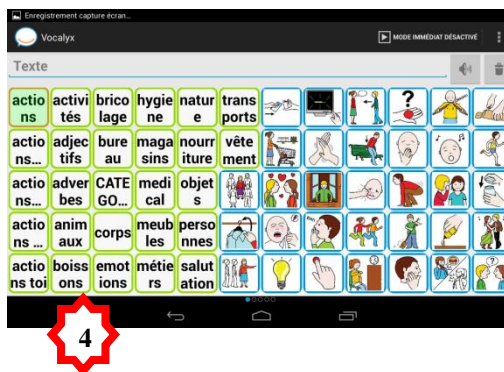 Enregistrement capture écran...
Vocalyx
MODE IMMÉDIAT DÉSACTIVÉ
Texte
actio
ns
activi
tés
brico
lage
hygie
ne
natur
e
trans
ports
actio
ns...
adjec
tifs
bure
au
maga
sins
nourr
iture
vête
ment
actio
ns...
adver
bes
CATE
GO...
medi
cal
objet
s
actio
ns ...
anim
aux
corps
meub
les
perso
nnes
actio
ns toi
boiss
ons
emot
ions
métie
rs
salut
ation
4